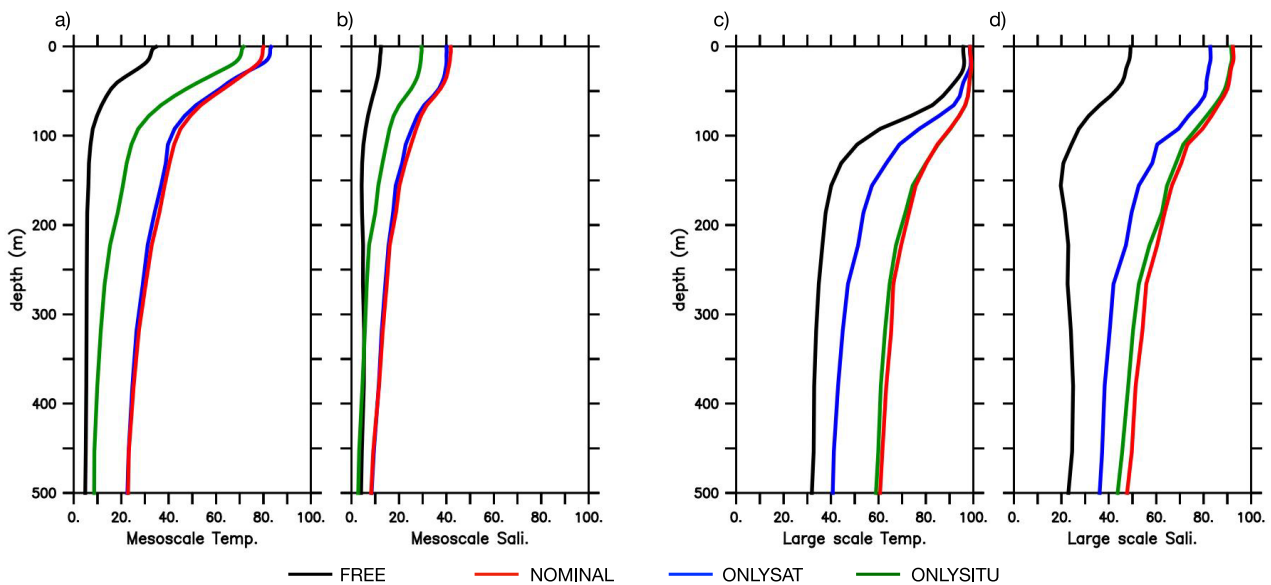 a) b) c) d)
0 0
100 100
200 200
300 300
400 400
500 500
depth (m) depth (m)
0. 20. 40. 60. 80. 100. 0. 20. 40. 60. 80. 100. 0. 20. 40. 60. 80. 100. 0. 20. 40. 60. 80. 100.
Mesoscale Temp. Mesoscale Sali. Large scale Temp. Large scale Sali.
FREE NOMINAL ONLYSAT ONLYSITU